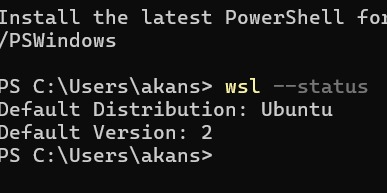 Install the latest PowerShell for
/PSWindows
PS C:\Users\akans> wsl --status
Default Distribution: Ubuntu
Default Version: 2
PS C:\Users\akans>